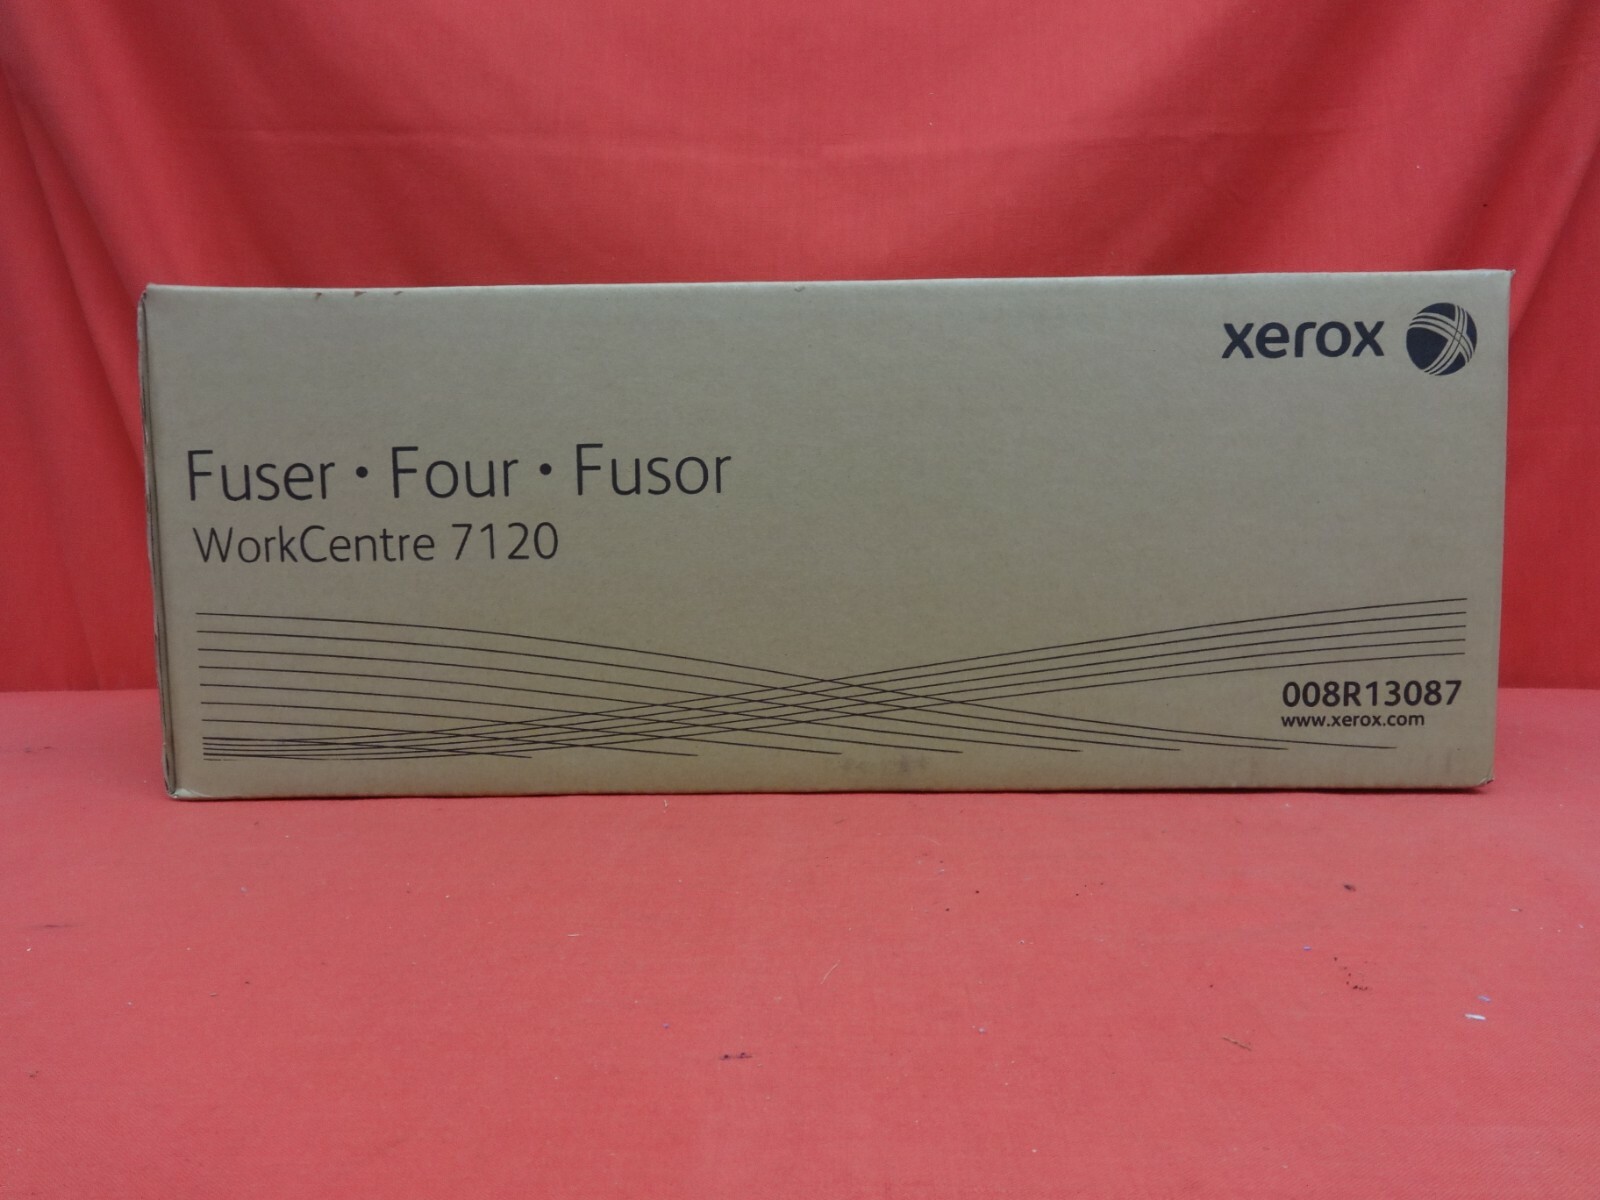 xerox
Fuser • Four • Fusor
WorkCentre 7120
008R13087
www.xerox.com